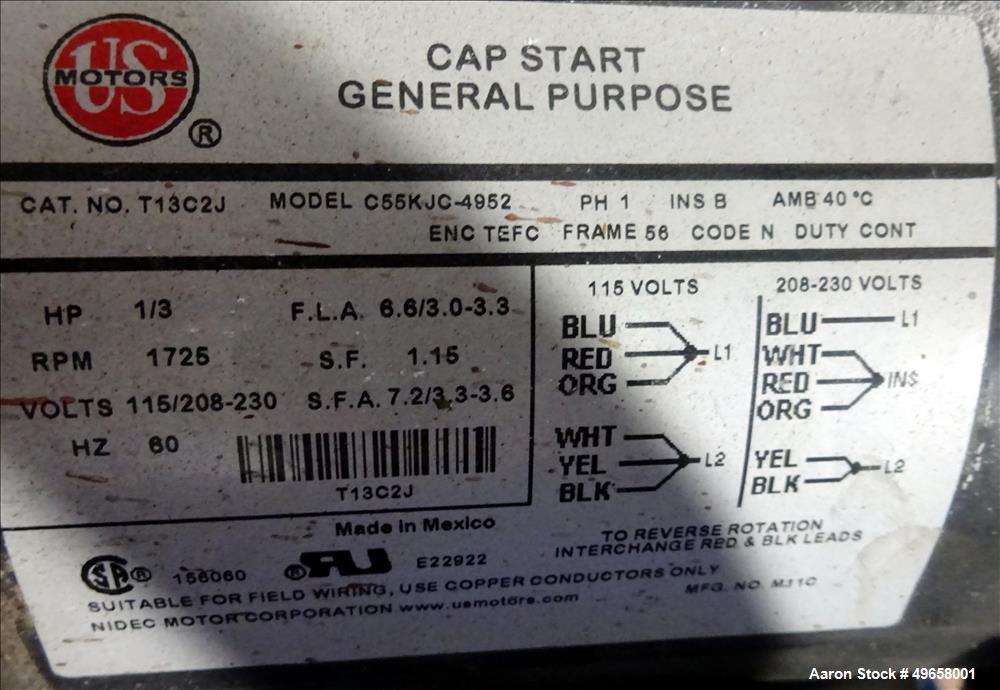 US
MOTORS
®
CAP START
GENERAL PURPOSE
CAT. NO. T13C2J MODEL C55KJC-4952 PH 1 INS B AMB 40 °C
ENC TEFC FRAME 56 CODE N DUTY CONT
HP 1/3 F.L.A. 6.6/3.0-3.3
RPM 1725 S.F. 1.15
VOLTS 115/208-230 S.F.A. 7.2/3.3-3.6
HZ 60
T13C2J
115 VOLTS
BLU
RED L1
ORG
WHT
YEL L2
BLK
208-230 VOLTS
BLU L1
WHT
RED INS
ORG
YEL L2
BLK
Made in Mexico
TO REVERSE ROTATION
INTERCHANGE RED & BLK LEADS
SA® 156060 ®RU E22922
SUITABLE FOR FIELD WIRING, USE COPPER CONDUCTORS ONLY
NIDEC MOTOR CORPORATION www.usmotors.com
MFG. NO.
Aaron Stock # 49658001